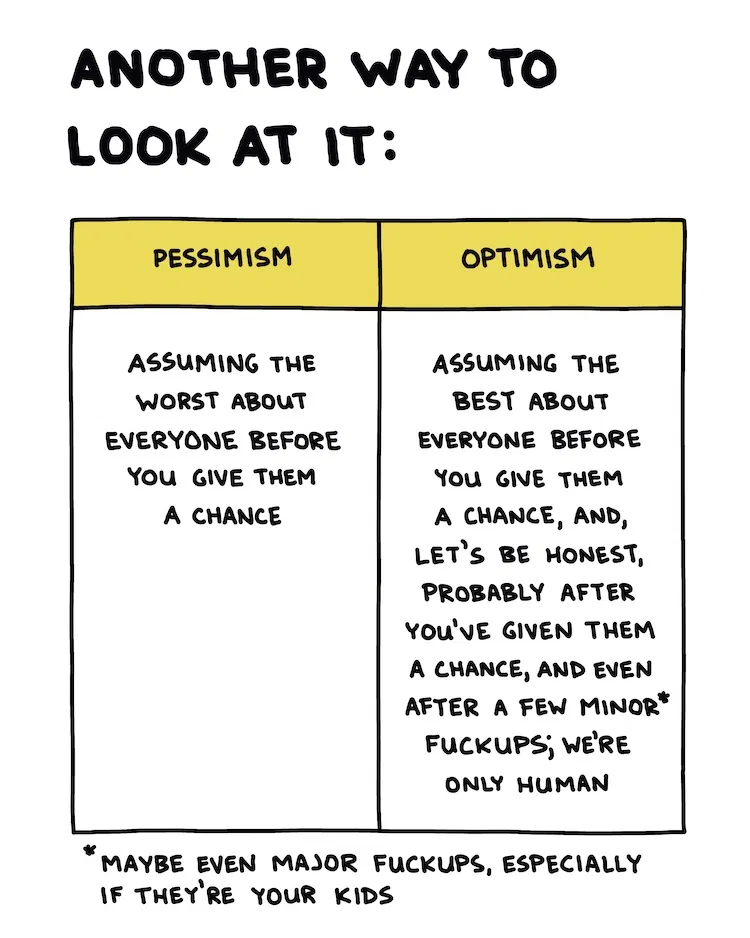 ANOTHER WAY TO
LOOK AT IT:
PESSIMISM
ASSUMING THE
WORST ABOUT
EVERYONE BEFORE
YOU GIVE THEM
A CHANCE
OPTIMISM
ASSUMING THE
BEST ABOUT
EVERYONE BEFORE
YOU GIVE THEM
A CHANCE, AND,
LET'S BE HONEST,
PROBABLY AFTER
YOU'VE GIVEN THEM
A CHANCE, AND EVEN
AFTER A FEW MINOR*
FUCKUPS; WE'RE
ONLY HUMAN
*MAYBE EVEN MAJOR FUCKUPS, ESPECIALLY
IF THEY'RE YOUR KIDS